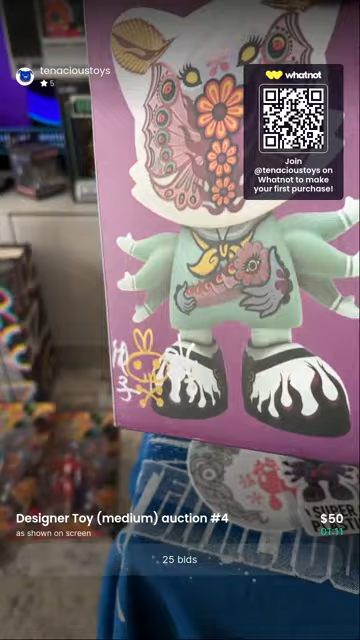 tenacioustoys
★5
whatnot
Join
@tenacioustoys on
Whatnot to make
your first purchase!
Designer Toy (medium) auction #4
$50
as shown on screen
01:11
25 bids
SUPER